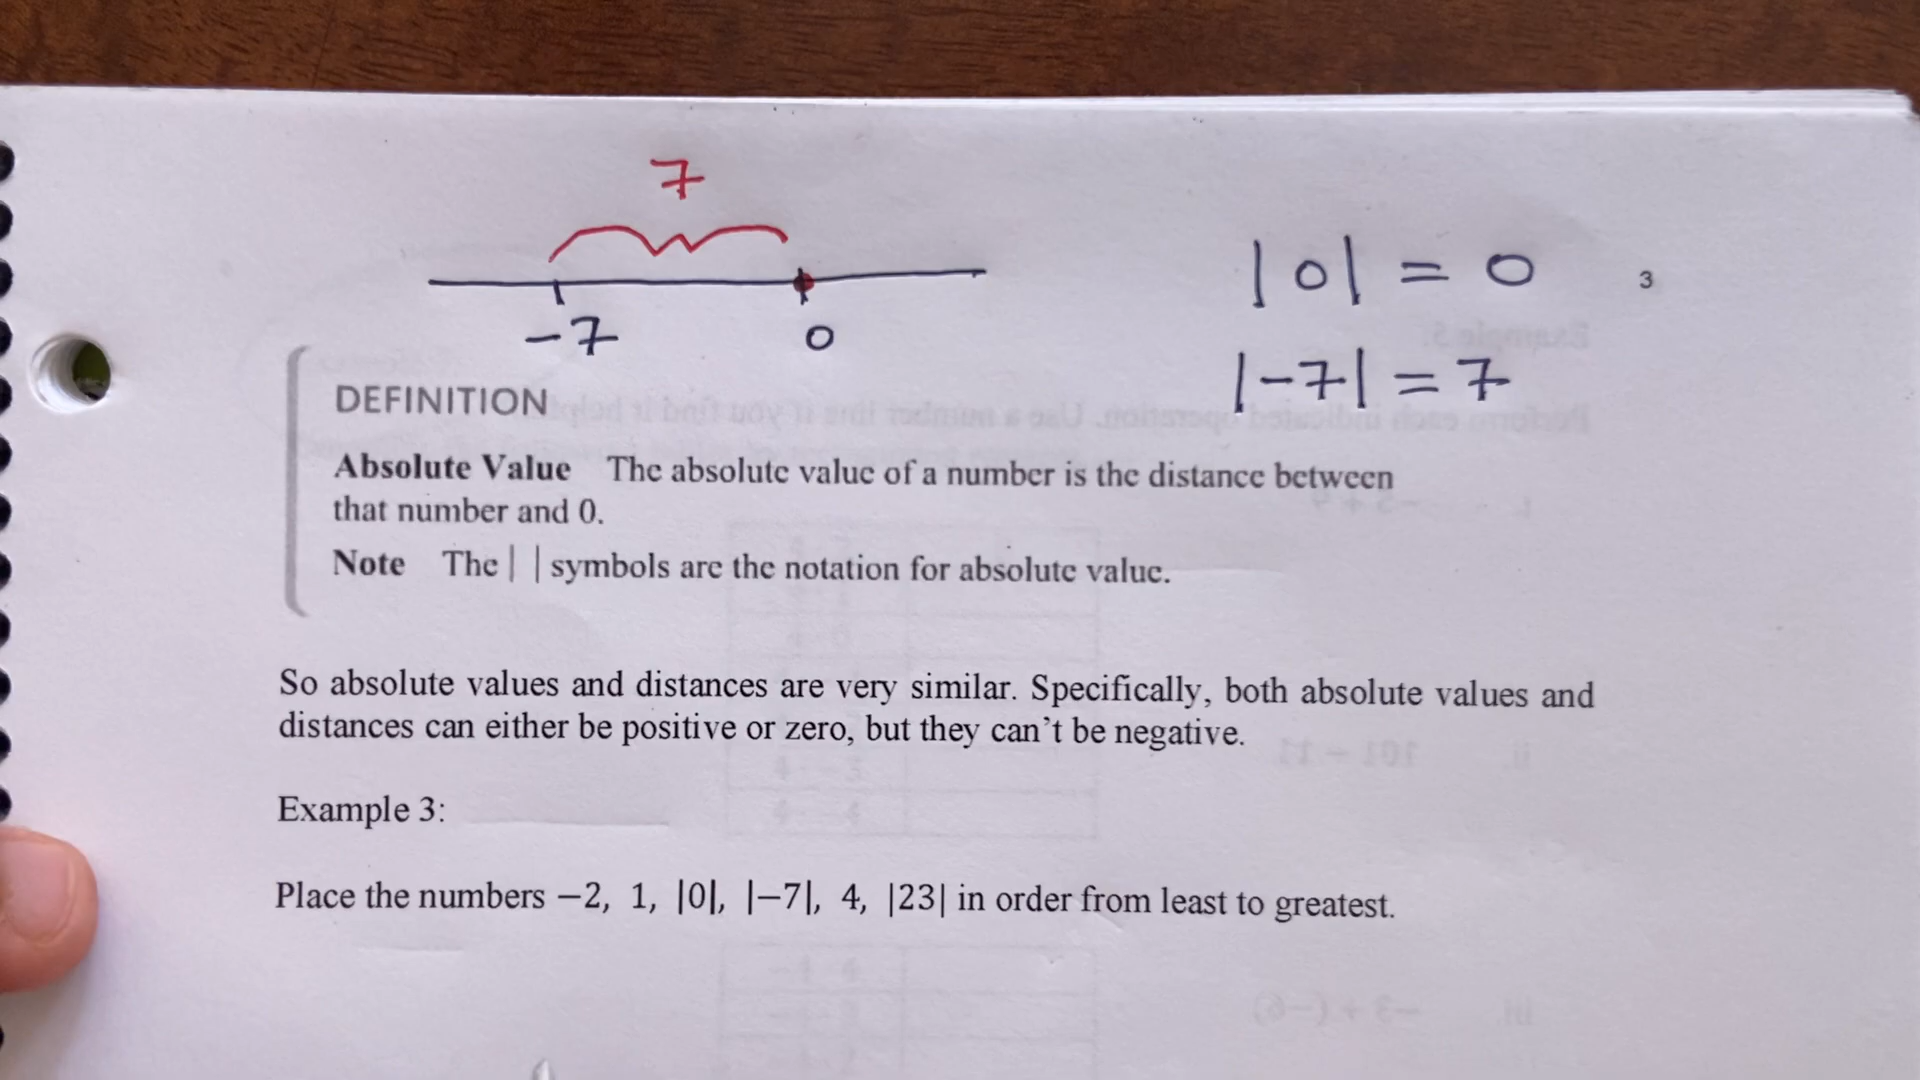 7
-7 0
|0| = 0
3
|-7| = 7
DEFINITION
Absolute Value The absolute value of a number is the distance between
that number and 0.
Note The | | symbols are the notation for absolute value.
So absolute values and distances are very similar. Specifically, both absolute values and
distances can either be positive or zero, but they can't be negative.
Example 3:
Place the numbers −2, 1, |0|, |−7|, 4, |23| in order from least to greatest.